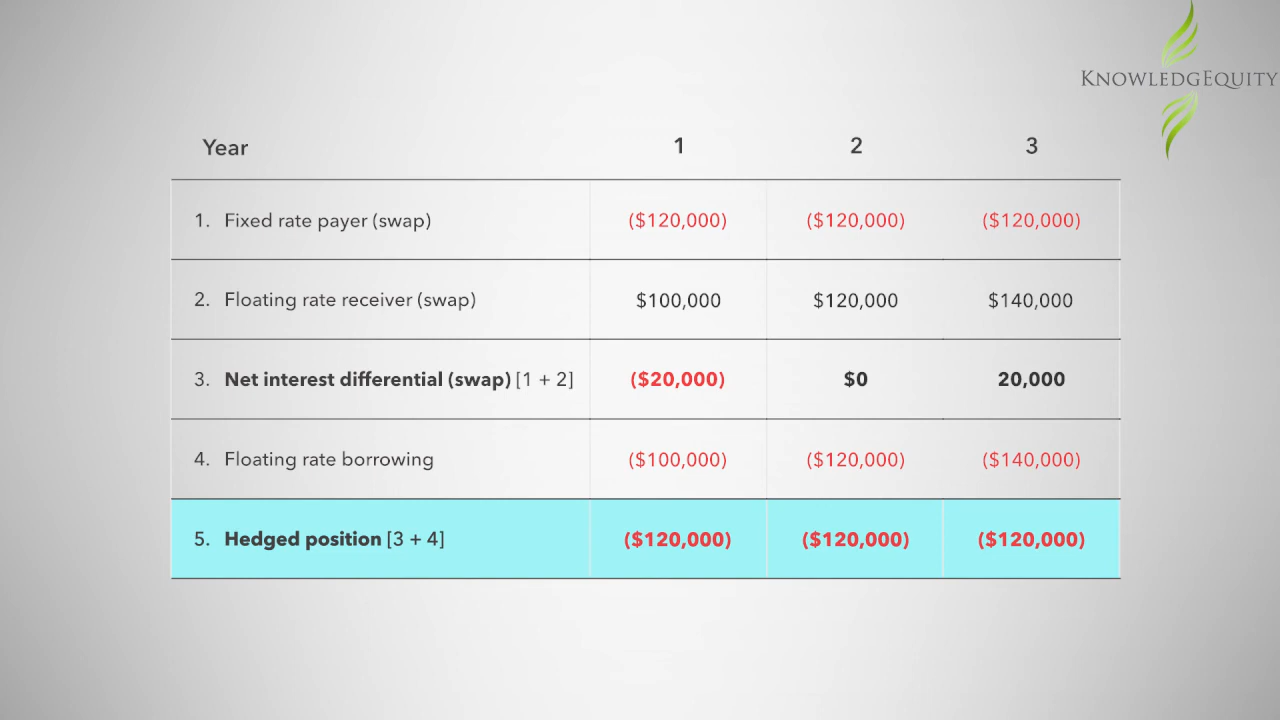 KNOWLEDGEQUITY
Year 1 2 3
1. Fixed rate payer (swap) ($120,000) ($120,000) ($120,000)
2. Floating rate receiver (swap) $100,000 $120,000 $140,000
3. Net interest differential (swap) [1 + 2] ($20,000) $0 20,000
4. Floating rate borrowing ($100,000) ($120,000) ($140,000)
5. Hedged position [3 + 4] ($120,000) ($120,000) ($120,000)